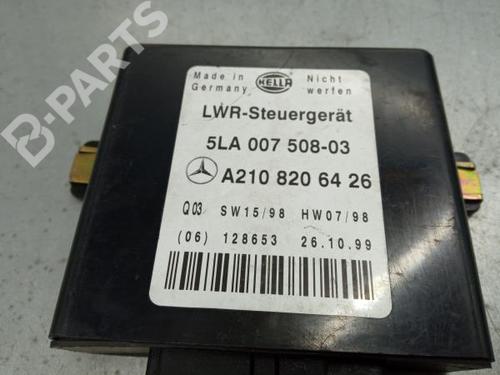 B-PARTS
Made in Germany
HELLA
Nicht werfen
LWR-Steuergerät
5LA 007 508-03
A210 820 64 26
Q03 SW15/98 HW07/98
(06) 128653 26.10.99